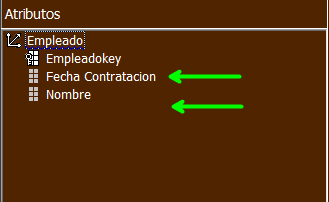 Atributos
Empleado
Empleadokey
Fecha Contratacion
Nombre